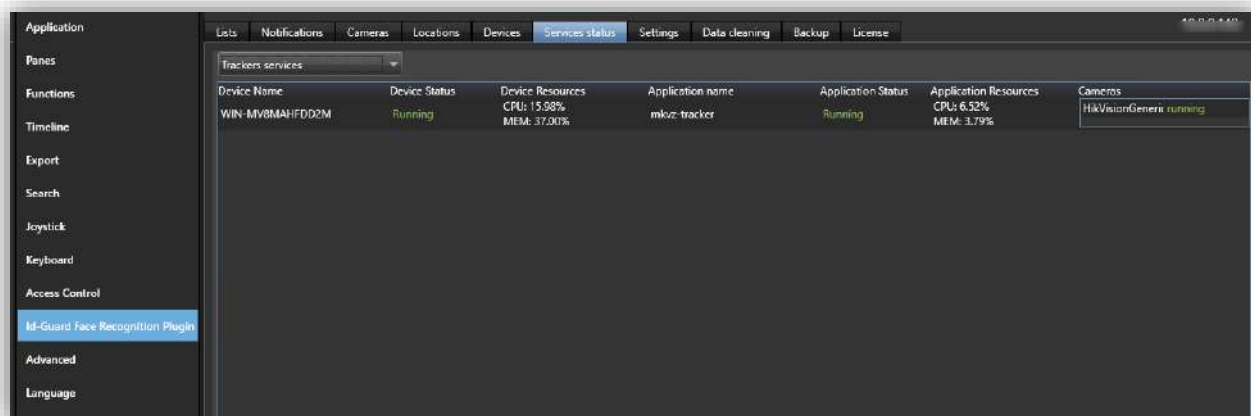 Application
Panes
Functions
Timeline
Export
Search
Joystick
Keyboard
Access Control
Id-Guard Face Recognition Plugin
Advanced
Language
Lists Notifications Cameras Locations Devices Services status Settings Data cleaning Backup License
Trackers services
Device Name Device Status Device Resources Application name Application Status Application Resources Cameras
WIN-MV8MAHFDD2M Running CPU: 15.98% mkvz-tracker Running CPU: 6.52% HikVisionGeneric running
MEM: 37.00% MEM: 3.79%